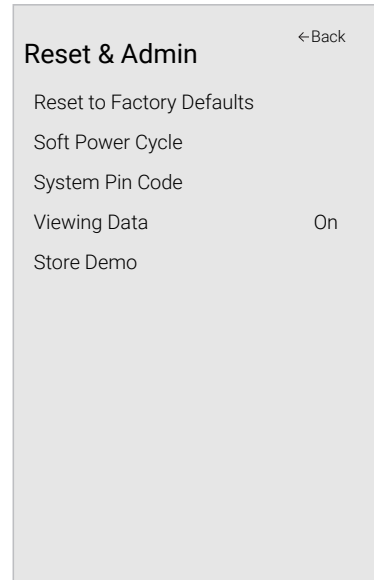 ←Back
Reset & Admin
Reset to Factory Defaults
Soft Power Cycle
System Pin Code
Viewing Data On
Store Demo